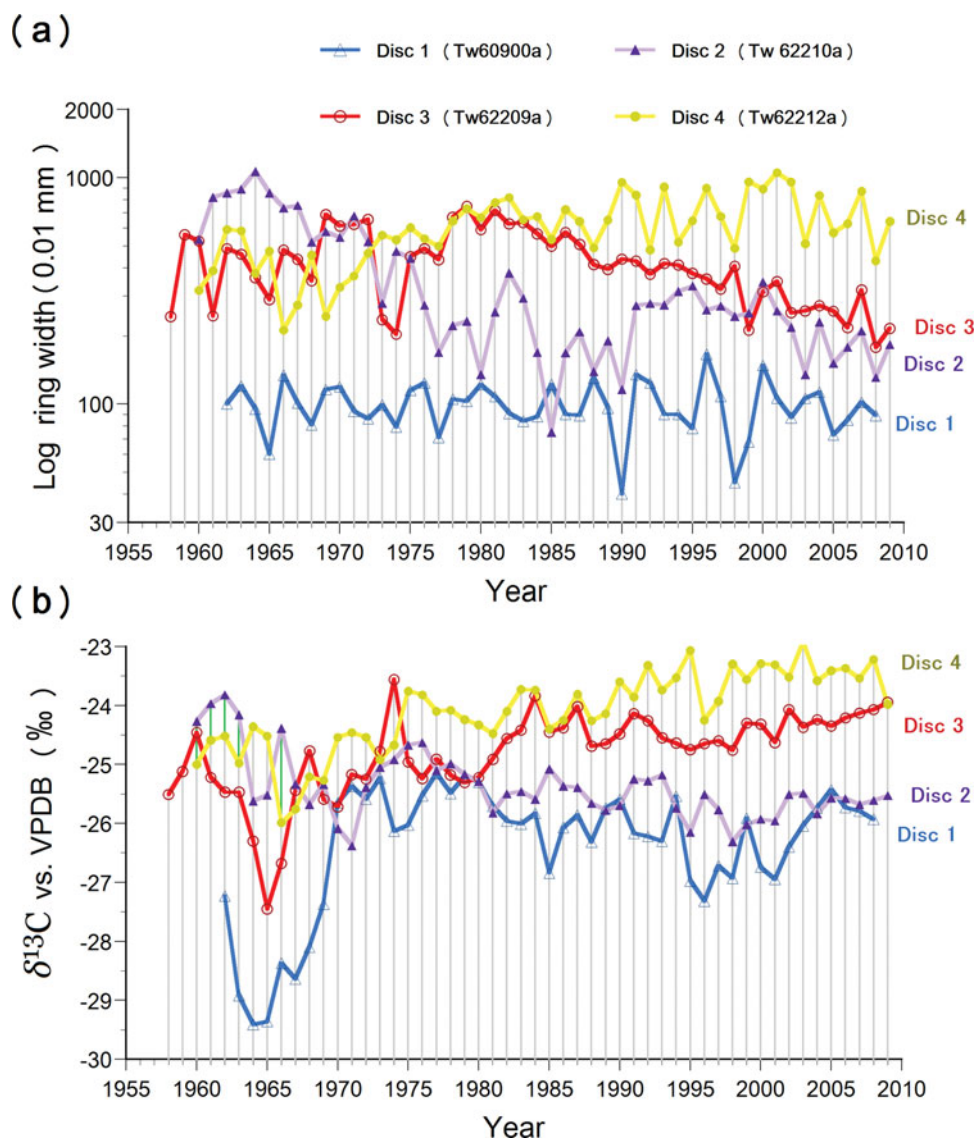 (a)
Disc 1 (Tw60900a)
Disc 2 (Tw 62210a)
Disc 3 (Tw62209a)
Disc 4 (Tw62212a)
Log ring width (0.01 mm)
2000
1000
100
30
Disc 4
Disc 3
Disc 2
Disc 1
1955 1960 1965 1970 1975 1980 1985 1990 1995 2000 2005 2010
Year
(b)
δ¹³C vs. VPDB (‰)
-23
-24
-25
-26
-27
-28
-29
-30
Disc 4
Disc 3
Disc 2
Disc 1
1955 1960 1965 1970 1975 1980 1985 1990 1995 2000 2005 2010
Year